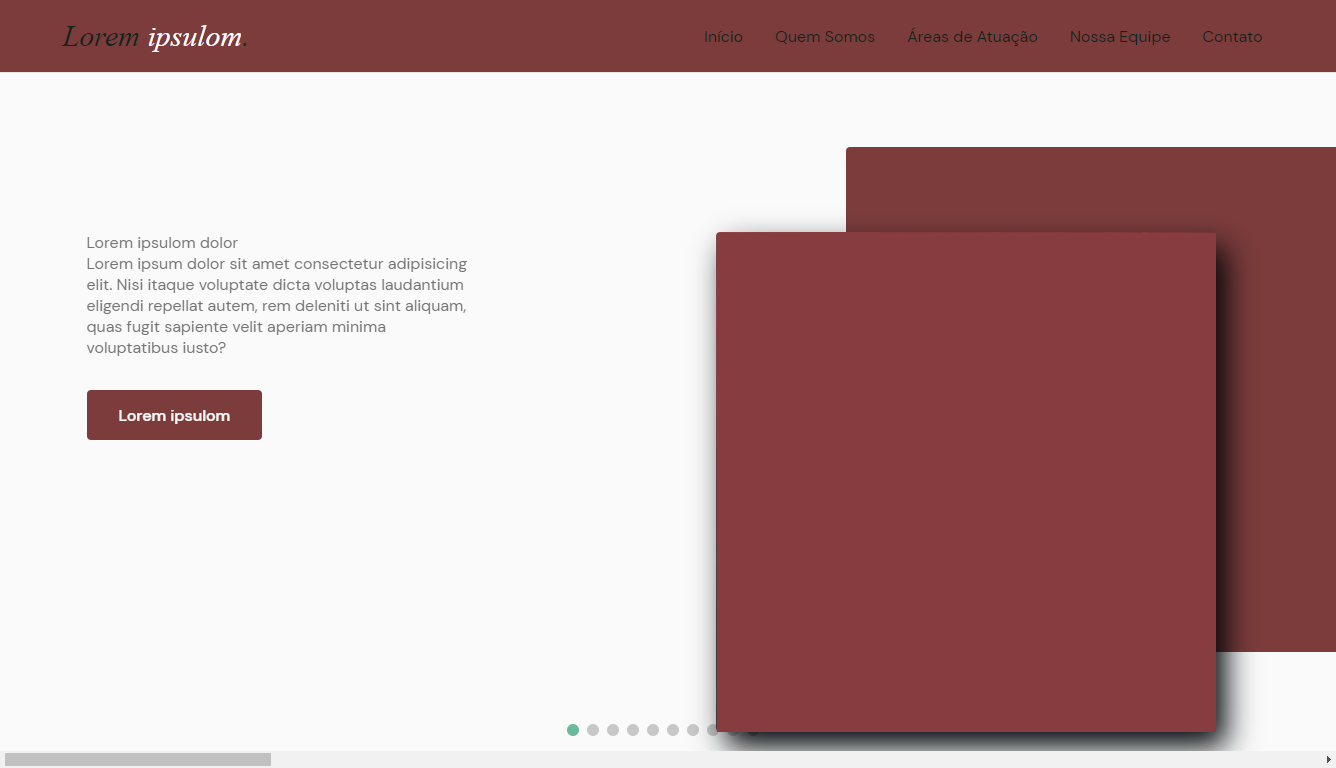 Lorem ipsulom.
Início Quem Somos Áreas de Atuação Nossa Equipe Contato
Lorem ipsulom dolor
Lorem ipsum dolor sit amet consectetur adipisicing
elit. Nisi itaque voluptate dicta voluptas laudantium
eligendi repellat autem, rem deleniti ut sint aliquam,
quas fugit sapiente velit aperiam minima
voluptatibus iusto?
Lorem ipsulom